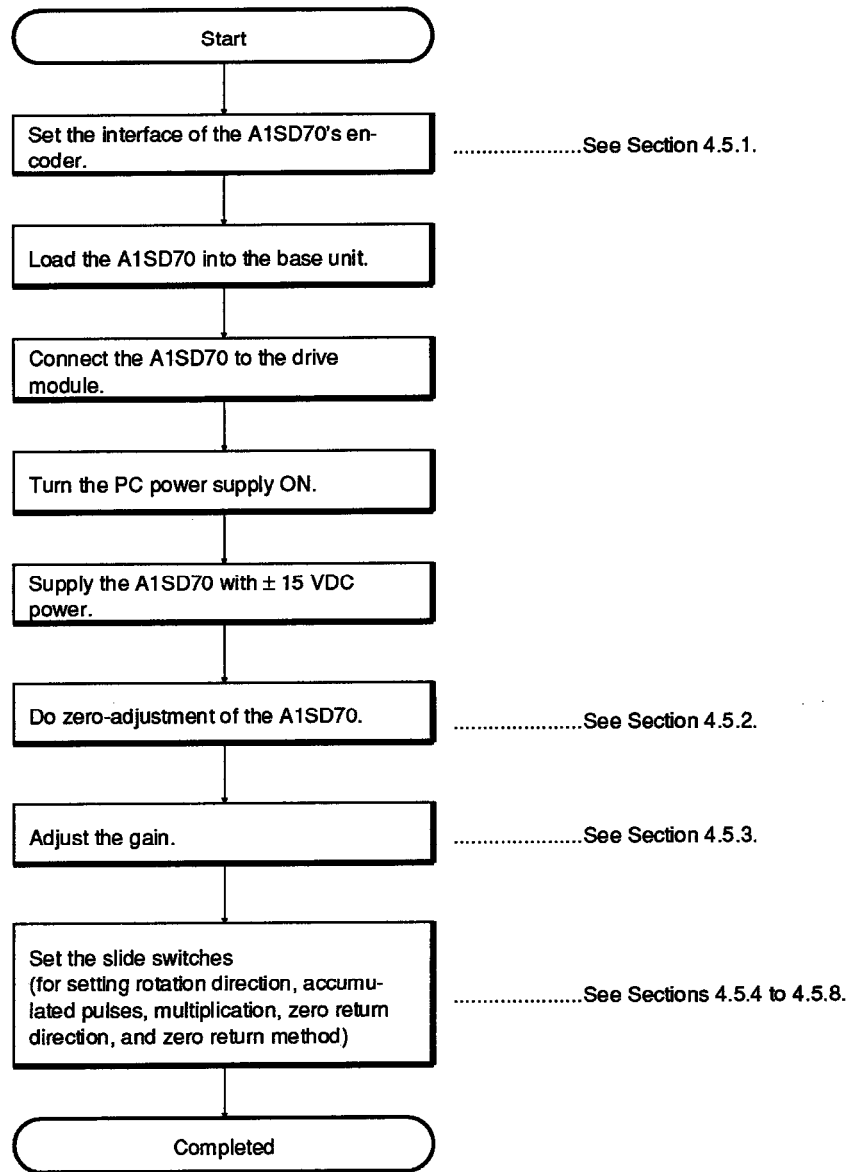 Start
Set the interface of the A1SD70's en-
coder.
......................See Section 4.5.1.
Load the A1SD70 into the base unit.
Connect the A1SD70 to the drive
module.
Turn the PC power supply ON.
Supply the A1SD70 with ± 15 VDC
power.
Do zero-adjustment of the A1SD70.
......................See Section 4.5.2.
Adjust the gain.
......................See Section 4.5.3.
Set the slide switches
(for setting rotation direction, accumu-
lated pulses, multiplication, zero return
direction, and zero return method)
......................See Sections 4.5.4 to 4.5.8.
Completed